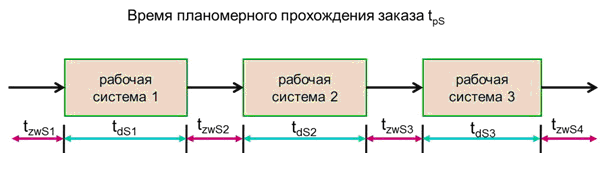 Время планомерного прохождения заказа tpS
рабочая
система 1
рабочая
система 2
рабочая
система 3
tzwS1 tdS1 tzwS2 tdS2 tzwS3 tdS3 tzwS4